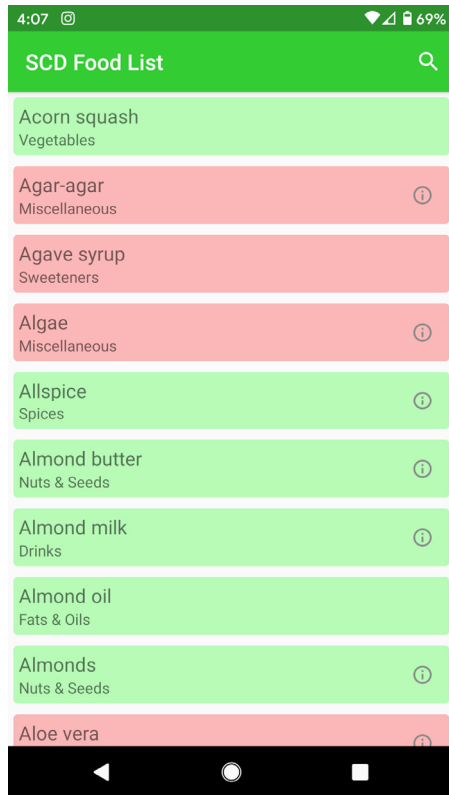 4:07 69%
SCD Food List
Acorn squash
Vegetables
Agar-agar
Miscellaneous
Agave syrup
Sweeteners
Algae
Miscellaneous
Allspice
Spices
Almond butter
Nuts & Seeds
Almond milk
Drinks
Almond oil
Fats & Oils
Almonds
Nuts & Seeds
Aloe vera